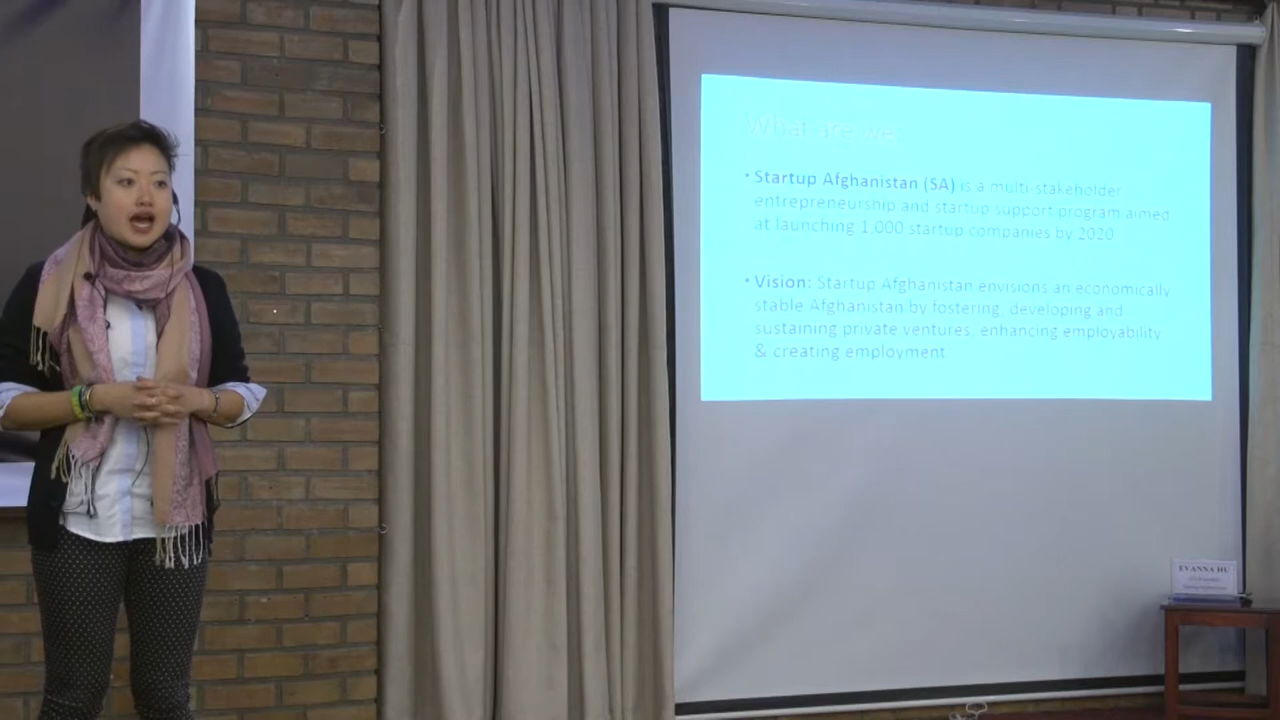 What are we
• Startup Afghanistan (SA) is a multi-stakeholder
entrepreneurship and startup support program aimed
at launching 1,000 startup companies by 2020
• Vision: Startup Afghanistan envisions an economically
stable Afghanistan by fostering, developing and
sustaining private ventures, enhancing employability
& creating employment.
EVANNA HU